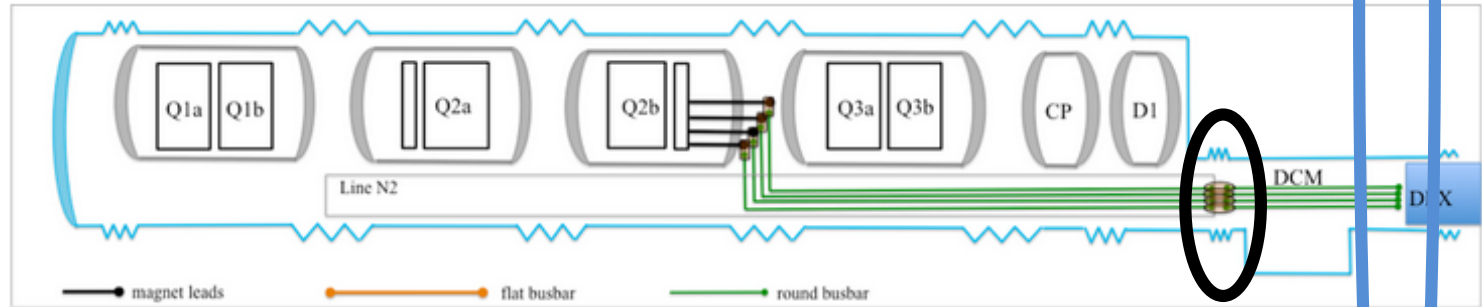 Q1a Q1b Q2a Q2b Q3a Q3b CP D1
Line N2
DCM
magnet leads flat busbar round busbar